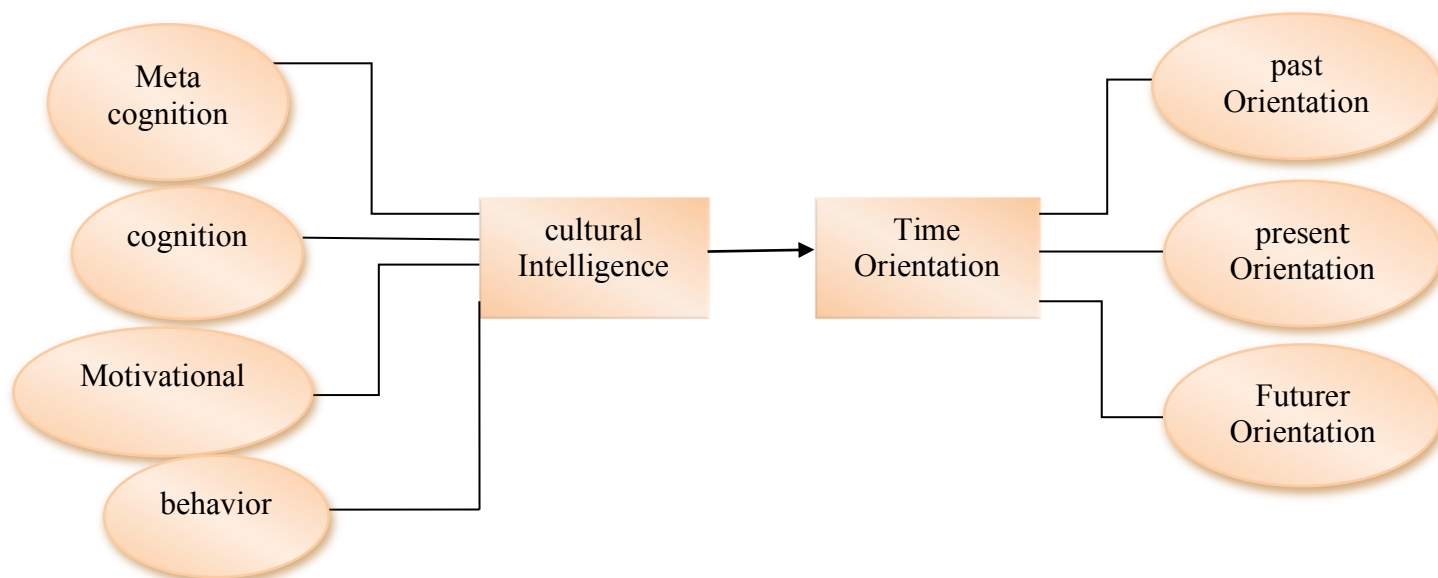 Meta
cognition
cognition
Motivational
behavior
cultural
Intelligence
Time
Orientation
past
Orientation
present
Orientation
Futurer
Orientation